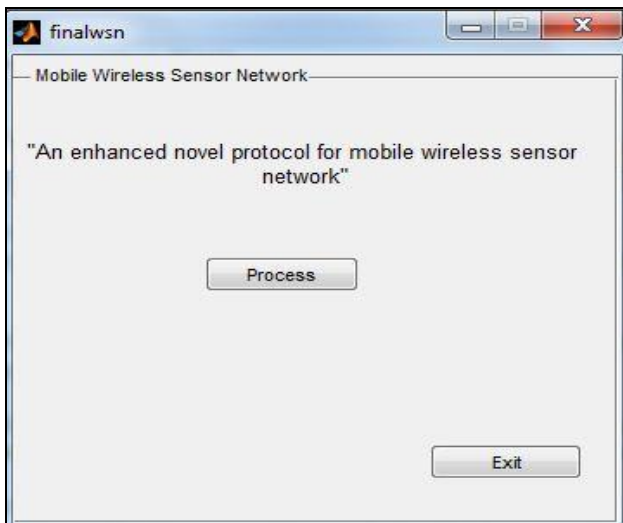 finalwsn
Mobile Wireless Sensor Network
"An enhanced novel protocol for mobile wireless sensor
network"
Process
Exit